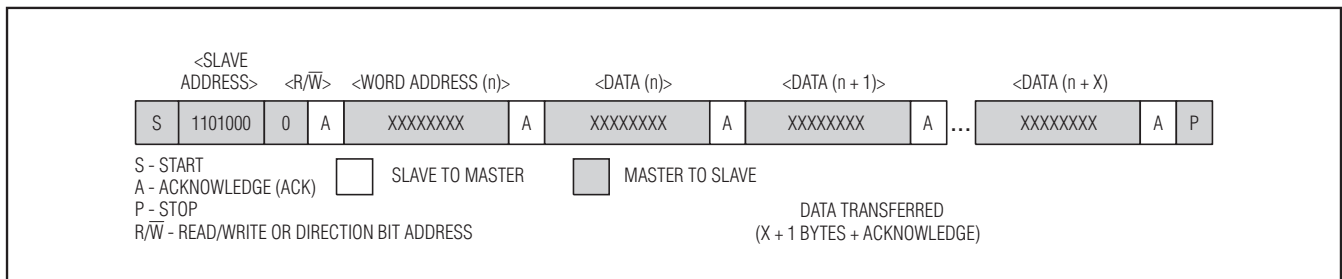 <SLAVE
ADDRESS> <R/W̅> <WORD ADDRESS (n)> <DATA (n)> <DATA (n + 1)> <DATA (n + X)
S 1101000 0 A XXXXXXXX A XXXXXXXX A XXXXXXXX A ... XXXXXXXX A P
S - START
A - ACKNOWLEDGE (ACK) SLAVE TO MASTER MASTER TO SLAVE
P - STOP
R/W̅ - READ/WRITE OR DIRECTION BIT ADDRESS
DATA TRANSFERRED
(X + 1 BYTES + ACKNOWLEDGE)